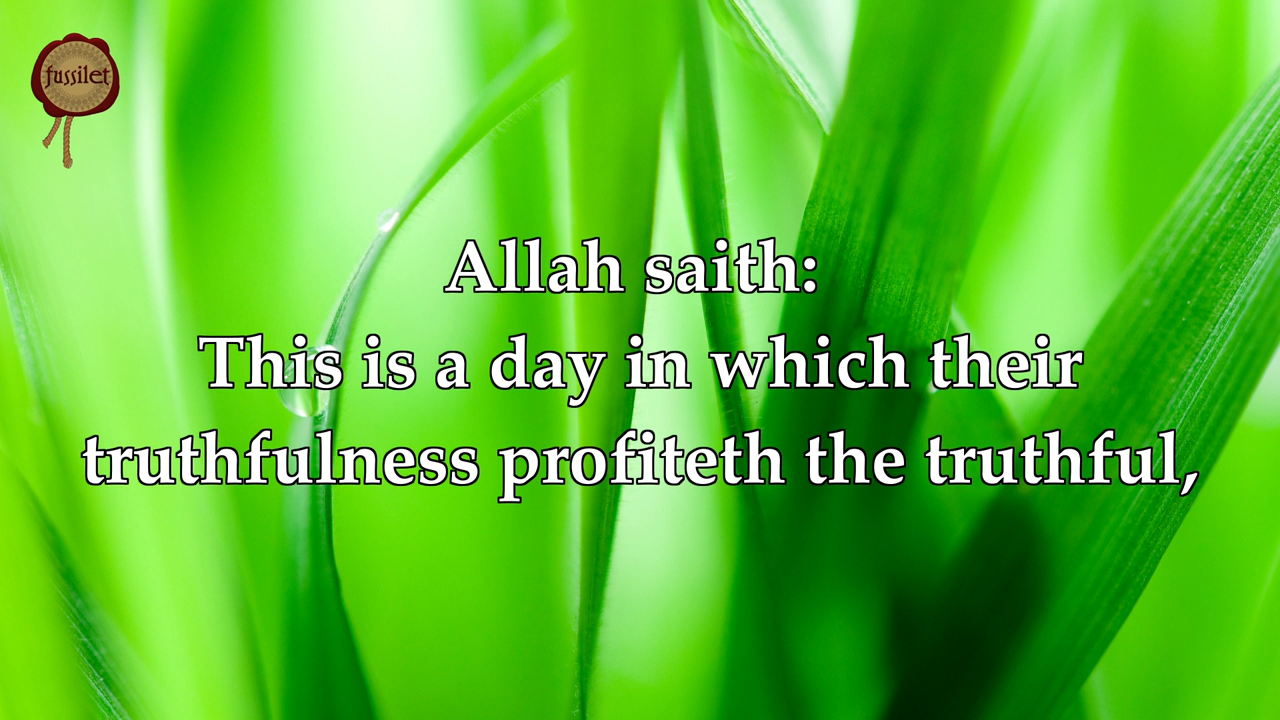 fussilet
Allah saith:
This is a day in which their
truthfulness profiteth the truthful,